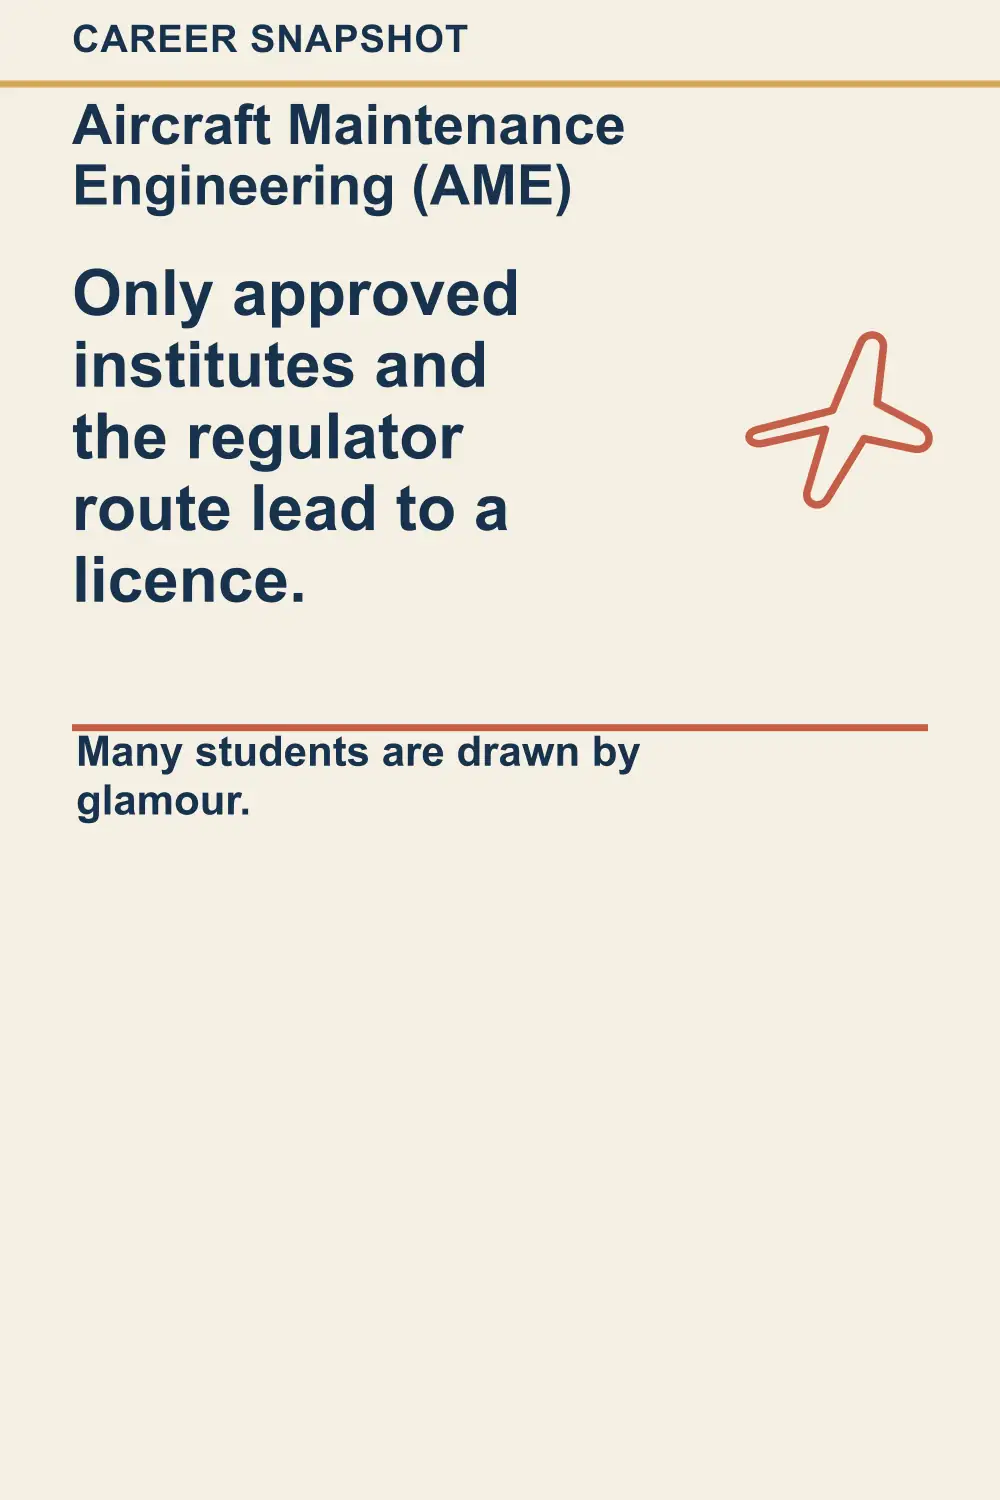 CAREER SNAPSHOT
Aircraft Maintenance
Engineering (AME)
Only approved
institutes and
the regulator
route lead to a
licence.
Many students are drawn by
glamour.